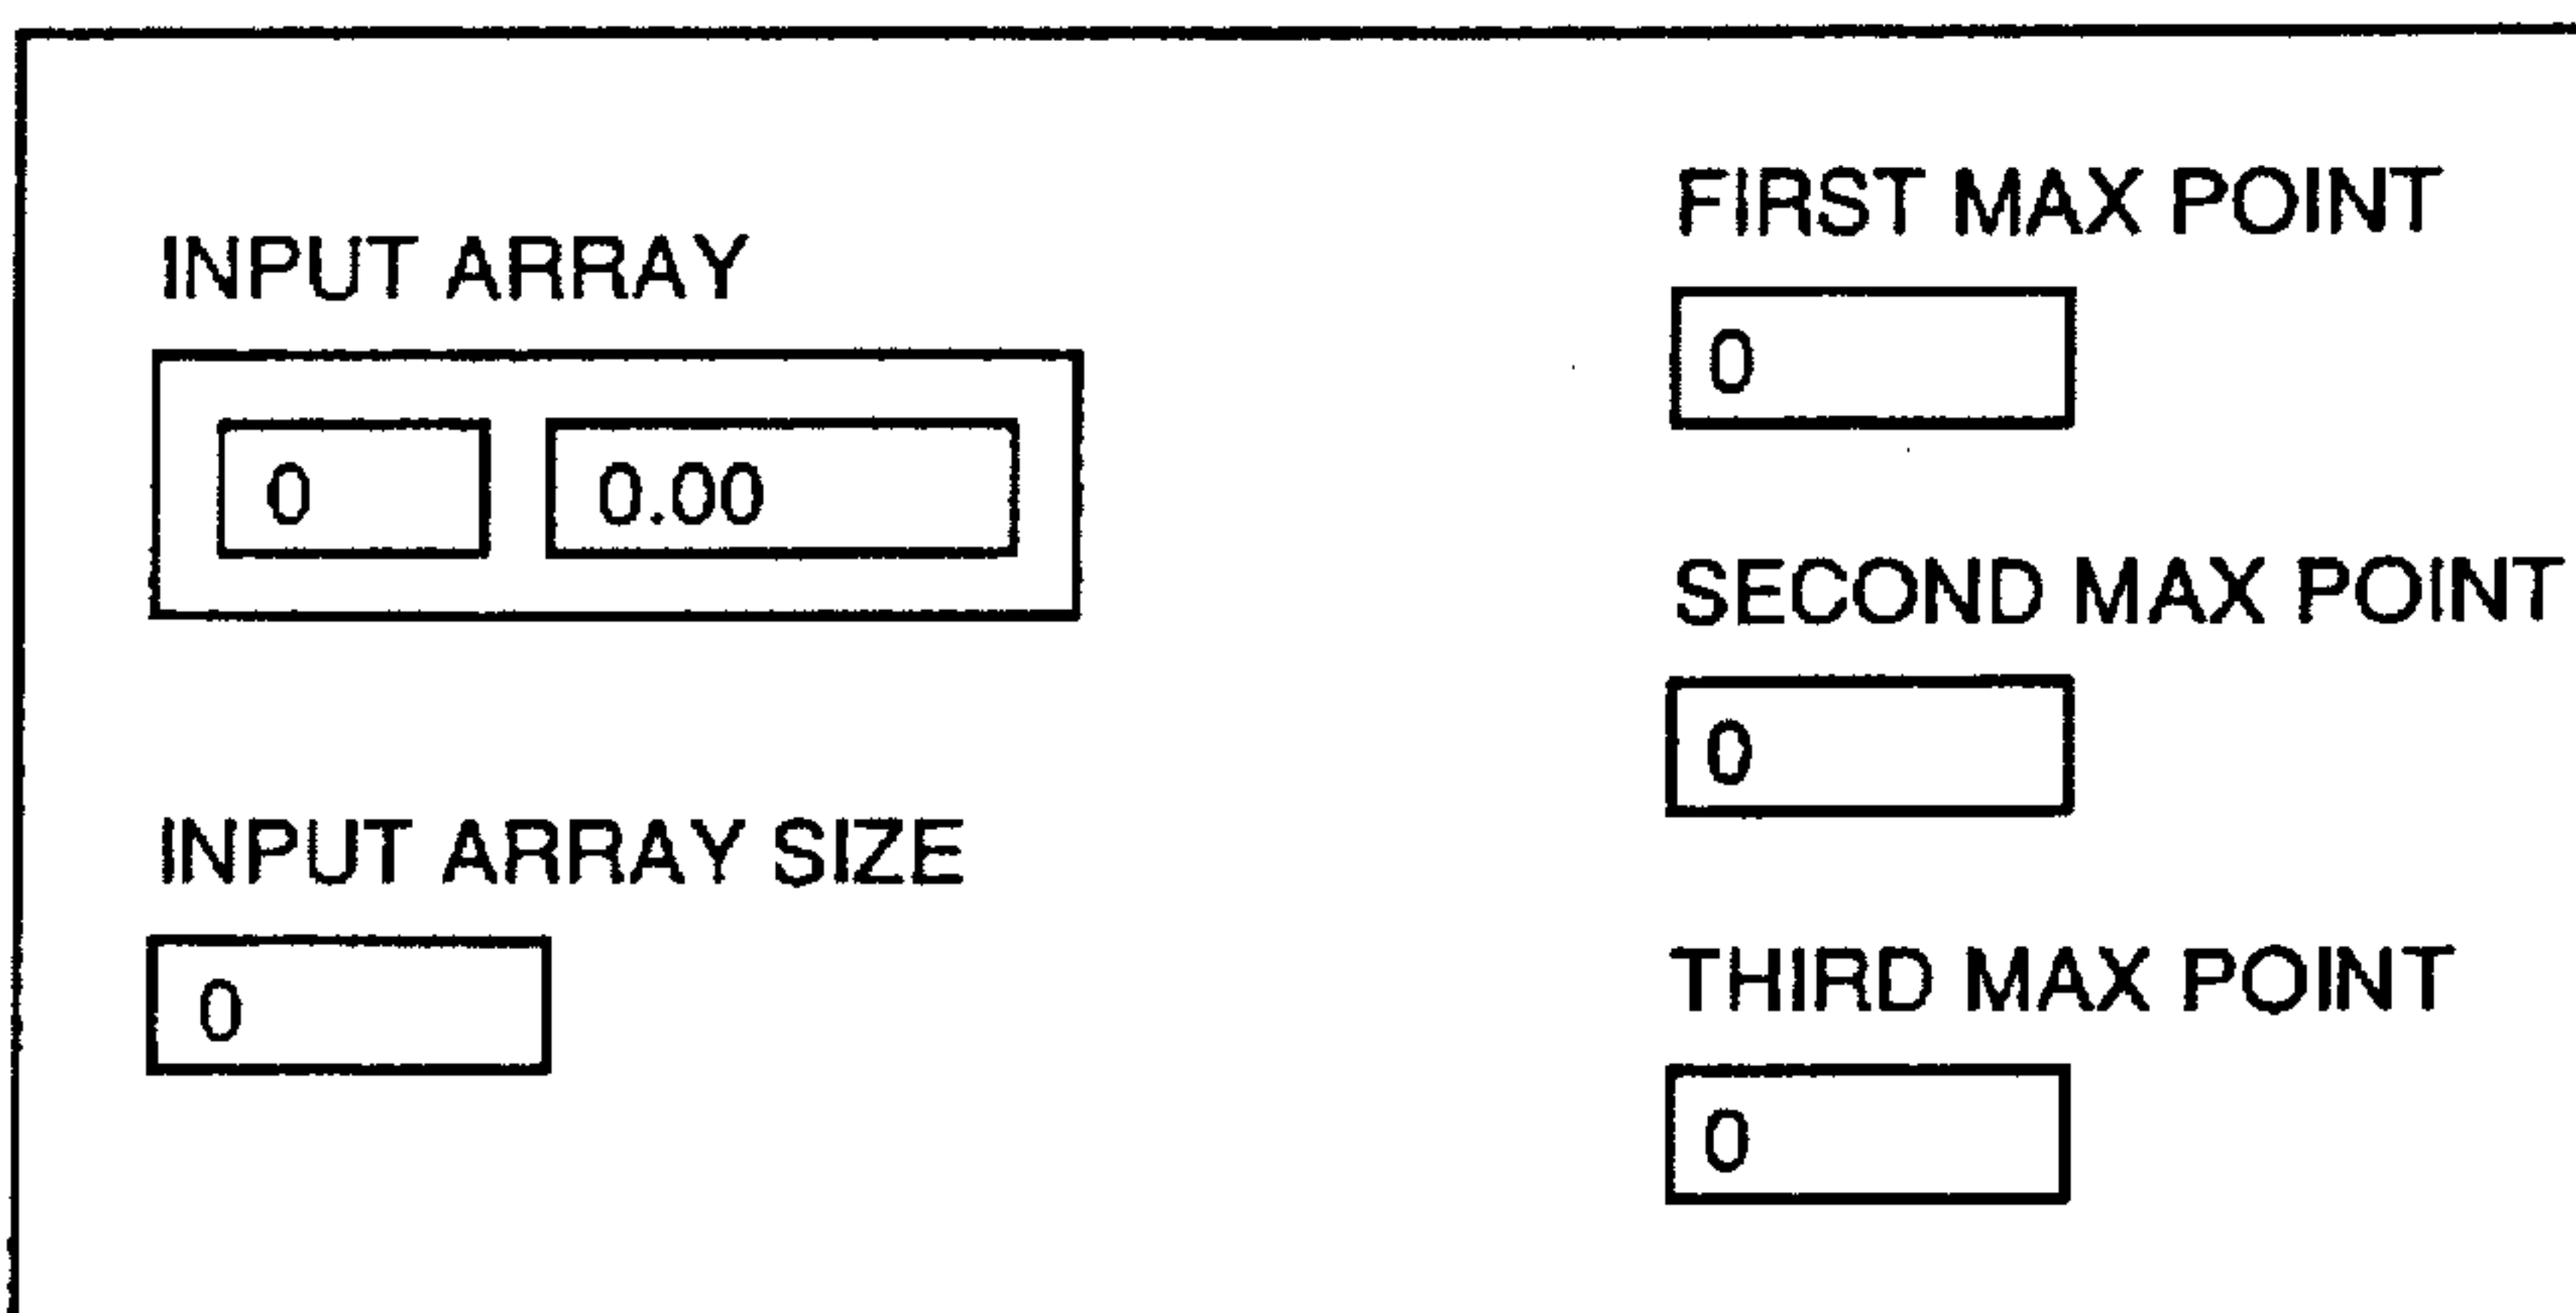 INPUT ARRAY
0 0.00
INPUT ARRAY SIZE
0
FIRST MAX POINT
0
SECOND MAX POINT
0
THIRD MAX POINT
0